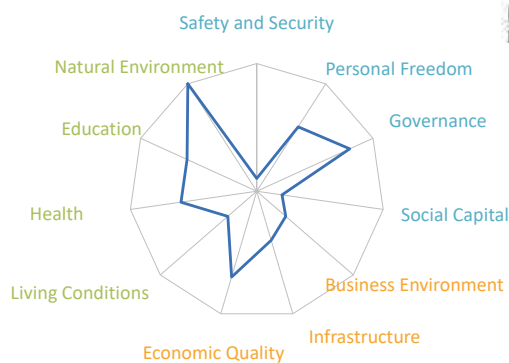 Safety and Security
Natural Environment
Personal Freedom
Education
Governance
Health
Social Capital
Living Conditions
Business Environment
Infrastructure
Economic Quality